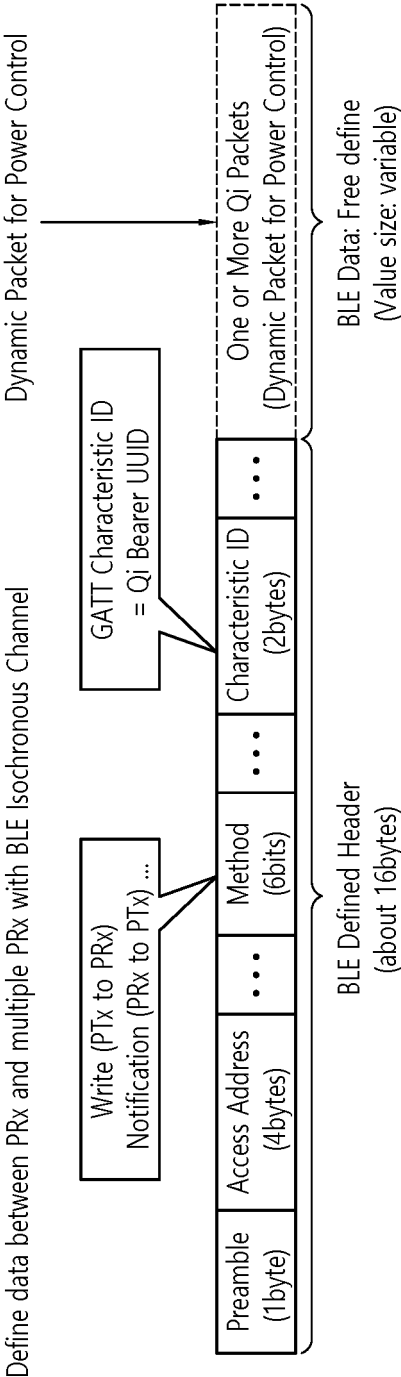 Define data between PRx and multiple PRx with BLE Isochronous Channel
Dynamic Packet for Power Control
Write (PTx to PRx)
Notification (PRx to PTx) ...
GATT Characteristic ID
= Qi Bearer UUID
Preamble
(1byte)
Access Address
(4bytes)
...
Method
(6bits)
...
Characteristic ID
(2bytes)
...
One or More Qi Packets
(Dynamic Packet for Power Control)
BLE Defined Header
(about 16bytes)
BLE Data: Free define
(Value size: variable)